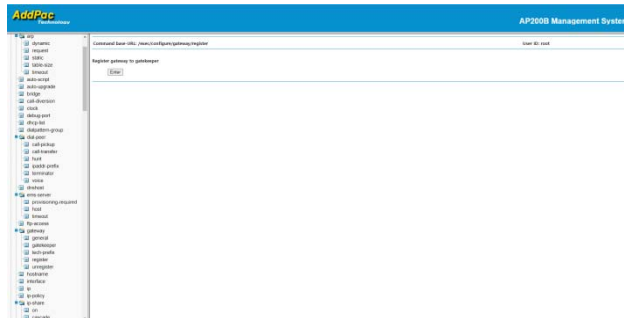 AddPac
Technology
AP200B Management System
arp
dynamic
request
static
table-size
timeout
auto-script
auto-upgrade
bridge
call-diversion
clock
debug-port
dhcp-list
dialpattern-group
dial-peer
call-pickup
call-transfer
hunt
ipaddr-prefix
terminator
voice
dnshost
ems-server
provisioning-required
host
timeout
ftp-access
gateway
general
gatekeeper
tech-prefix
register
unregister
hostname
interface
ip
ip-policy
ip-share
on
Command base-URL: /exec/configure/gateway/register
User ID: root
Register gateway to gatekeeper
Enter